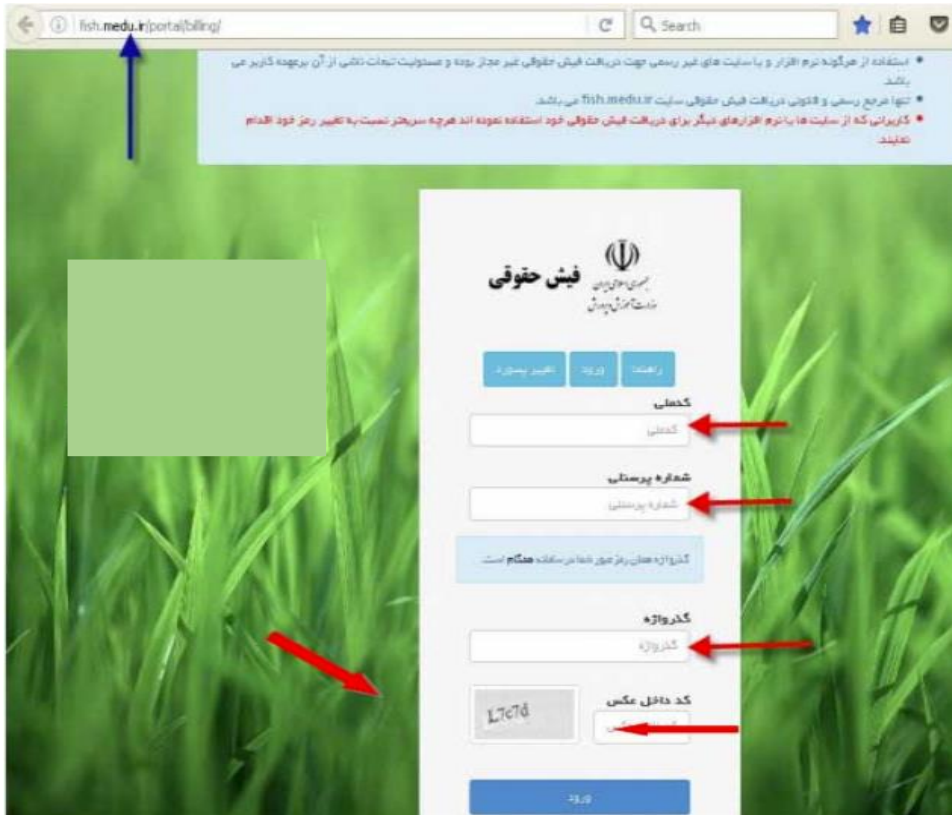 fish.medu.ir/portal/billing/
Search
استفاده از هرگونه نرم افزار و یا سایت های غیر رسمی جهت دریافت فیش حقوقی غیر مجاز بوده و مسئولیت تبعات ناشی از آن برعهده کاربر می
باشد.
تنها مرجع رسمی و قانونی دریافت فیش حقوقی سایت fish.medu.ir می باشد.
کاربرانی که از سایت ها یا نرم افزارهای دیگر برای دریافت فیش حقوقی خود استفاده نموده اند هرچه سریعتر نسبت به تغییر رمز خود اقدام
نمایند.
فیش حقوقی
جمهوری اسلامی ایران
وزارت آموزش و پرورش
راهنما ورود تغییر پسورد
کدملی
کدملی
شماره پرسنلی
شماره پرسنلی
گذرواژه همان رمز عبور شما در سامانه همگام است.
گذرواژه
گذرواژه
کد داخل عکس
L7c7d
ورود